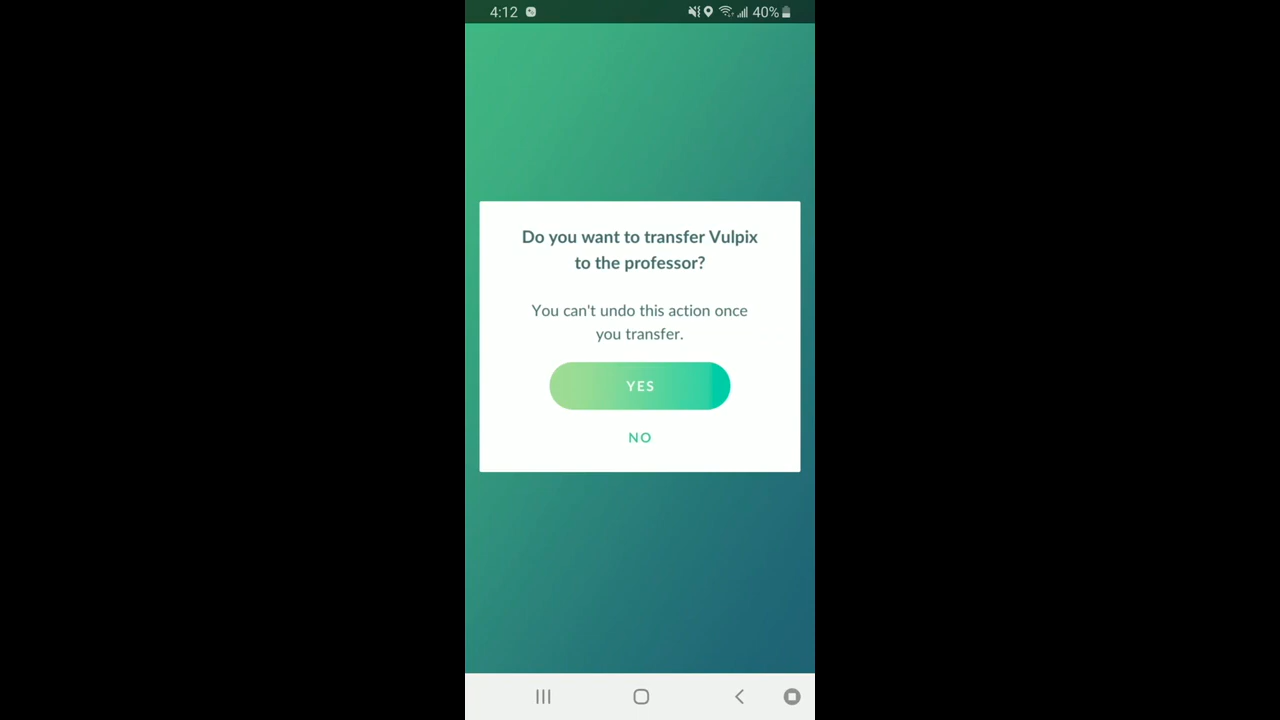 4:12 40%
Do you want to transfer Vulpix
to the professor?
You can't undo this action once
you transfer.
YES
NO